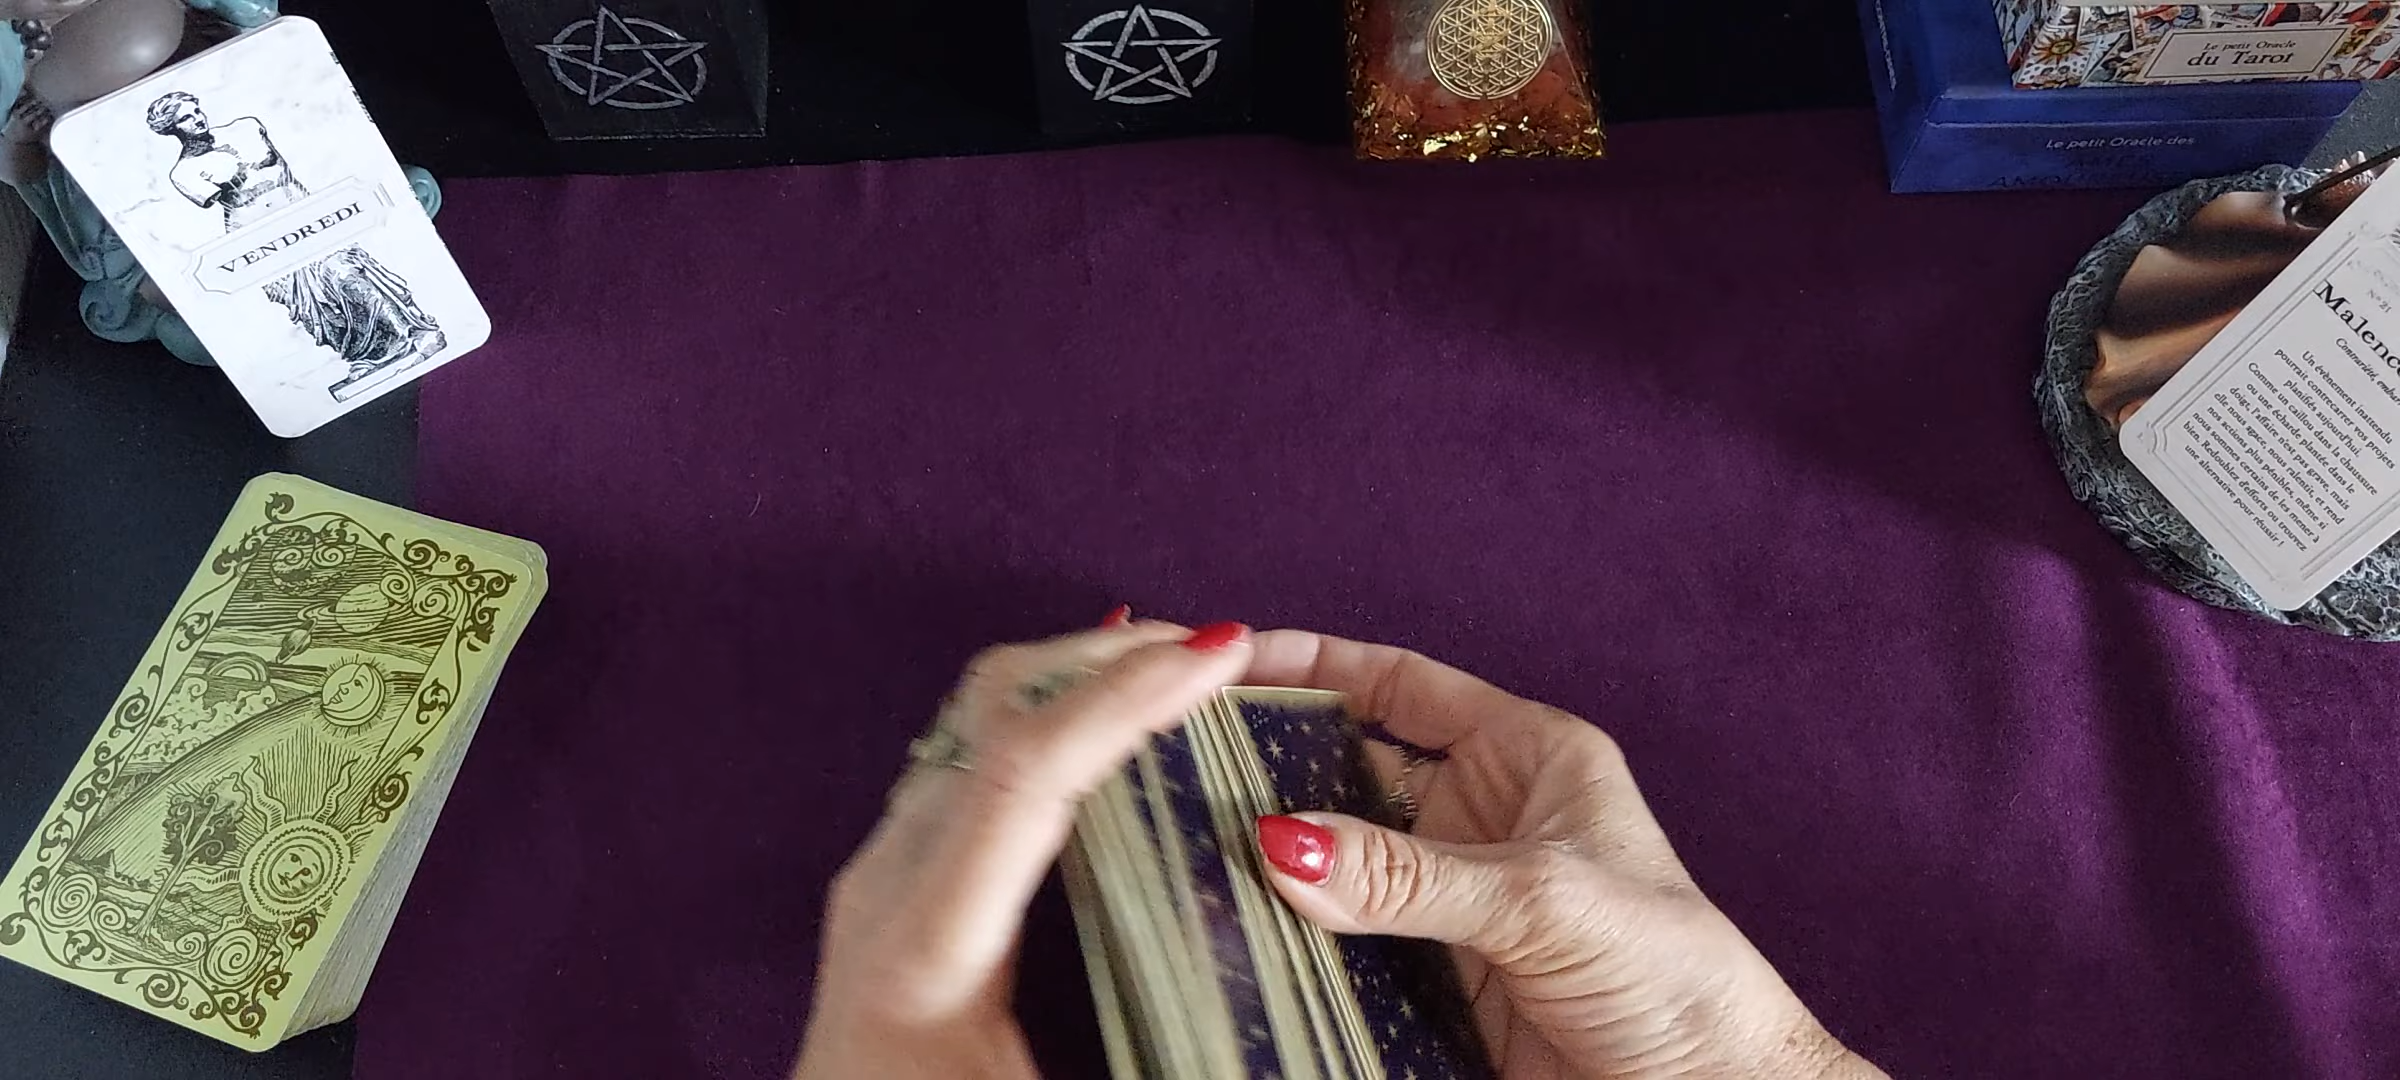 VENDREDI
Le petit Oracle
du Tarot
Le petit Oracle des
N° 21
Contrariété
Un évènement inattendu
pourrait contrecarrer vos projets
planifiés aujourd'hui.
Comme un caillou dans la chaussure
ou une écharde plantée dans le
doigt, l'affaire n'est pas grave, mais
elle nous agace, nous ralentit, et rend
nos actions plus pénibles, même si
nous sommes certains de les mener à
bien. Redoublez d'efforts ou trouvez
une alternative pour réussir !